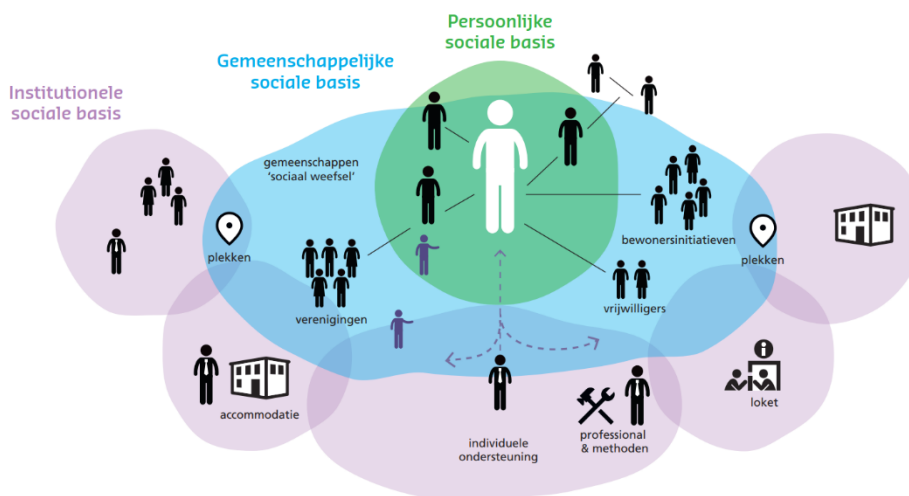 Persoonlijke
sociale basis
Gemeenschappelijke
sociale basis
Institutionele
sociale basis
gemeenschappen
‘sociaal weefsel’
plekken
bewonersinitiatieven
plekken
verenigingen
vrijwilligers
accommodatie
loket
individuele
ondersteuning
professional
& methoden